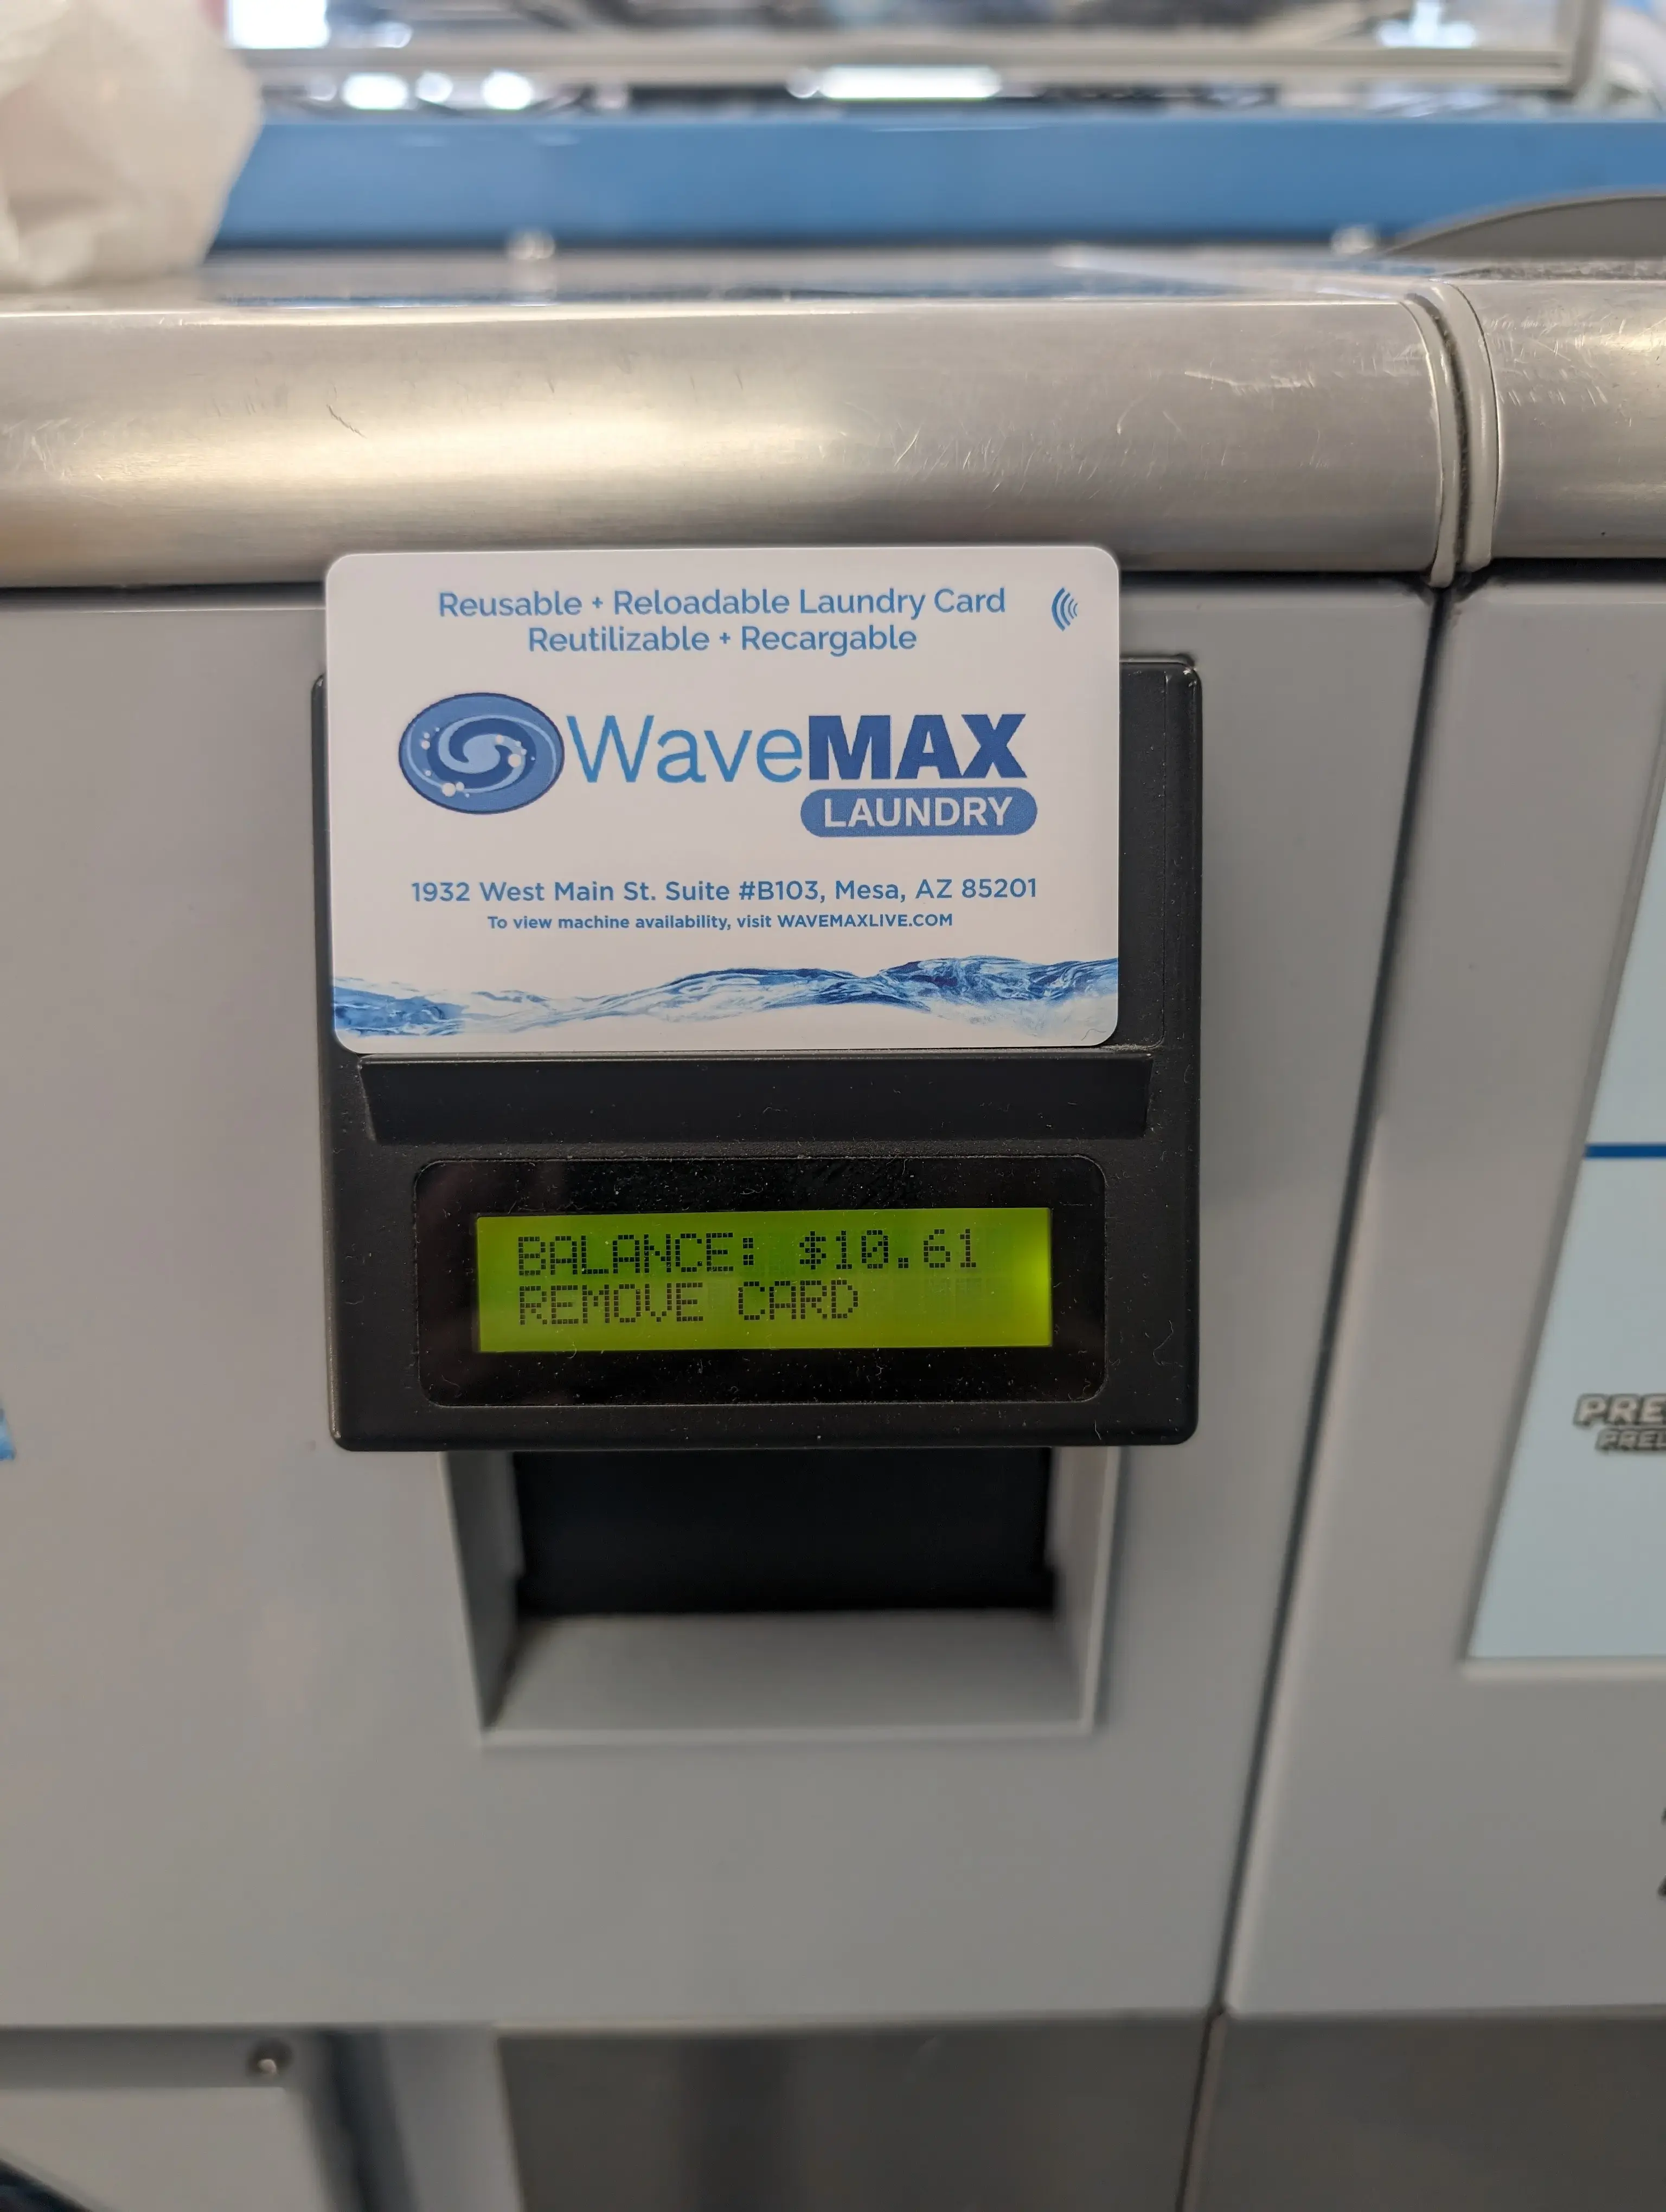 Reusable + Reloadable Laundry Card
Reutilizable + Recargable
WaveMAX
LAUNDRY
1932 West Main St. Suite #B103, Mesa, AZ 85201
To view machine availability, visit WAVEMAXLIVE.COM
BALANCE: $10.61
REMOVE CARD